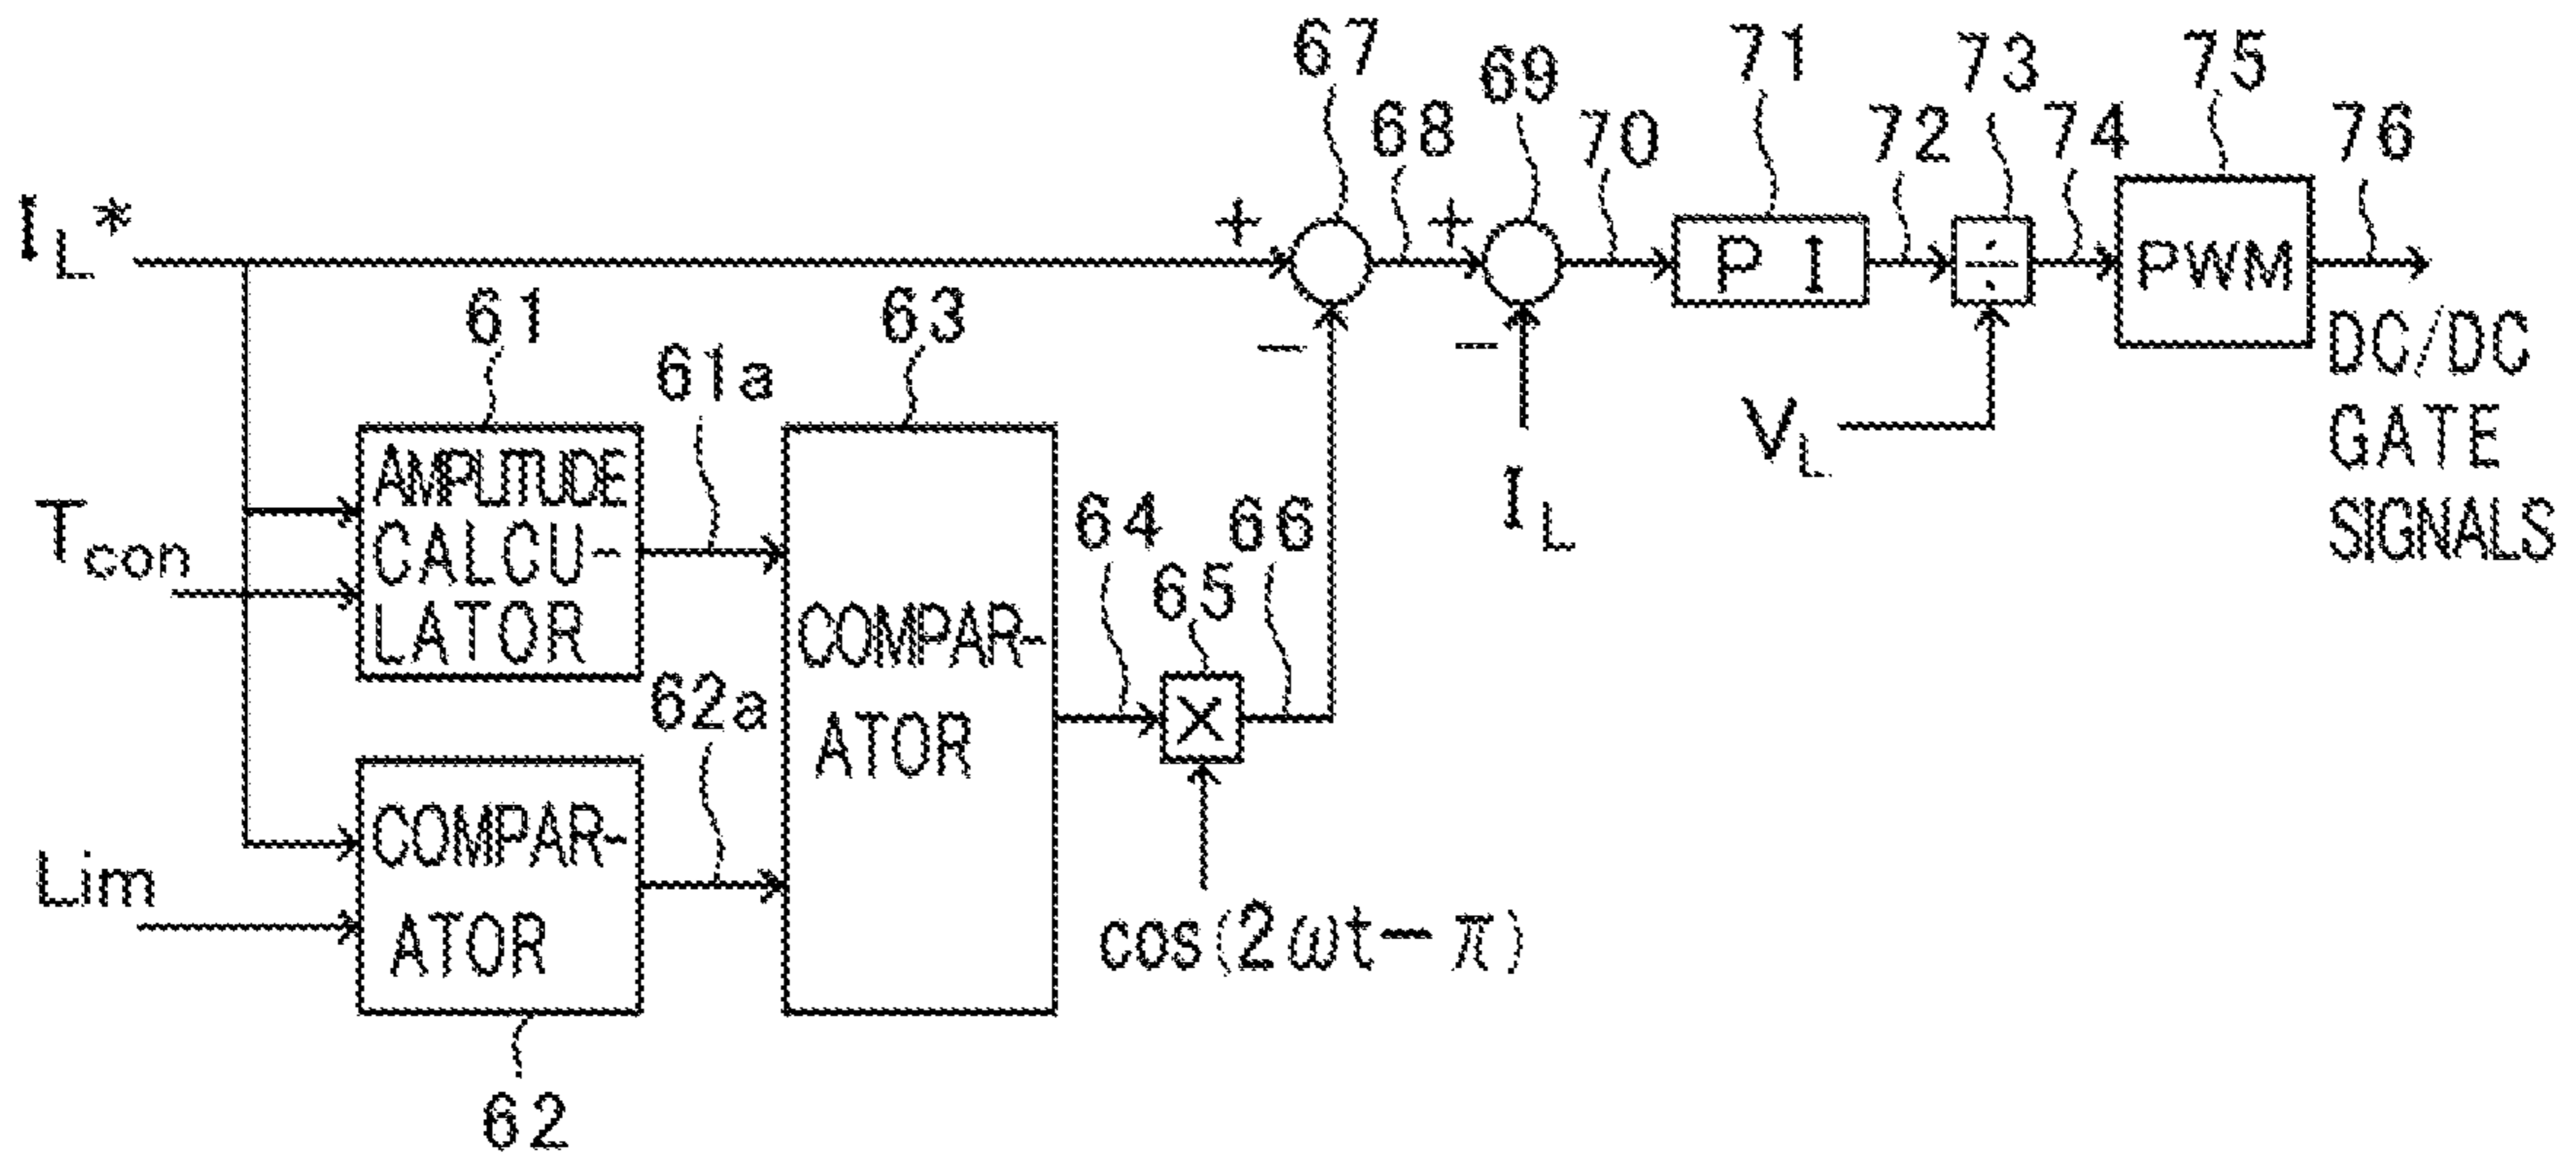 67
69
71
73
75
68
70
72
74
76
I_L*
+
+
P I
÷
PWM
61
63
61a
−
−
DC/DC
GATE
SIGNALS
V_L
I_L
AMPLITUDE
CALCU-
LATOR
T_con
64
66
65
COMPAR-
ATOR
62a
×
COMPAR-
ATOR
Lim
cos(2ωt−π)
62